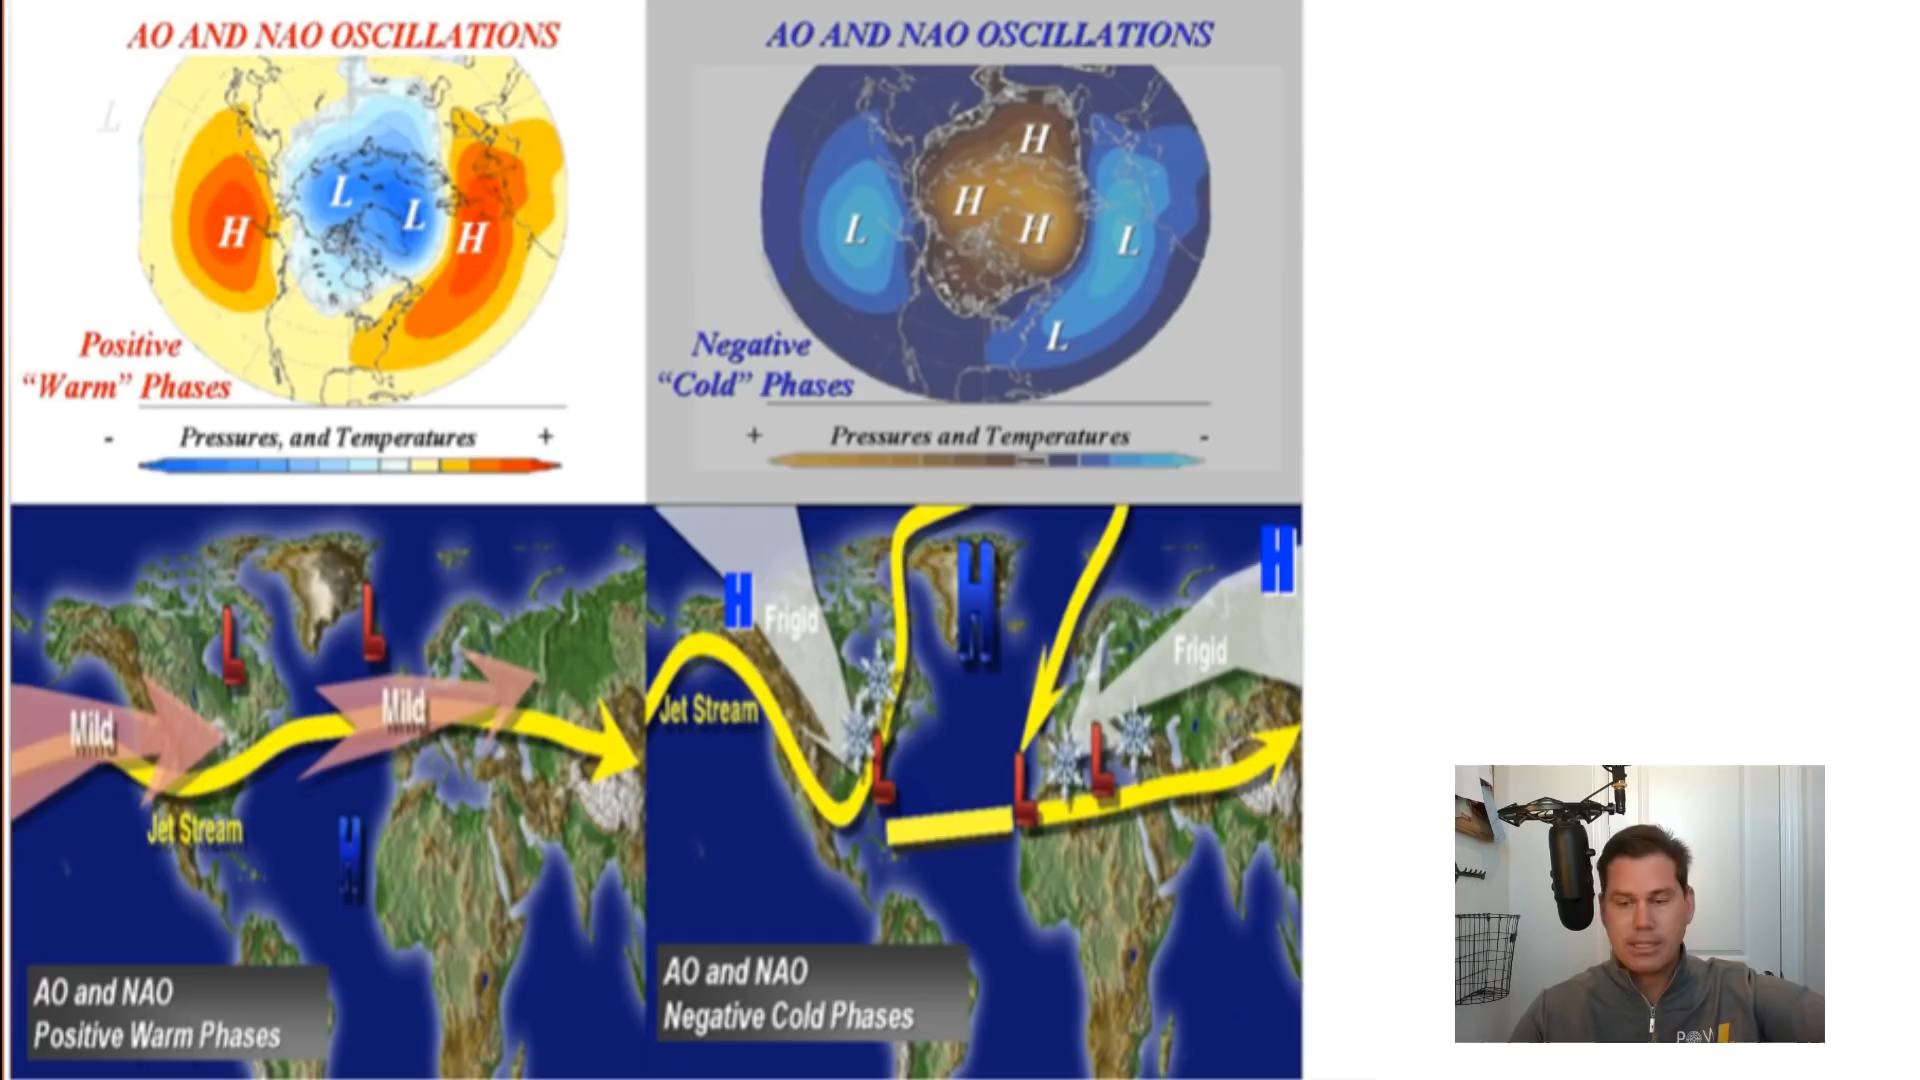 AO AND NAO OSCILLATIONS
L
L
L
H
H
Positive
“Warm” Phases
- Pressures, and Temperatures +
AO AND NAO OSCILLATIONS
H
H
H
L
L
L
Negative
“Cold” Phases
+ Pressures and Temperatures -
L
L
Mild
Mild
Jet Stream
H
AO and NAO
Positive Warm Phases
H
H
H
Frigid
Frigid
Jet Stream
L
L
L
AO and NAO
Negative Cold Phases
POW